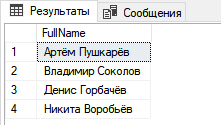 Результаты Сообщения
FullName
1 Артём Пушкарёв
2 Владимир Соколов
3 Денис Горбачёв
4 Никита Воробьёв